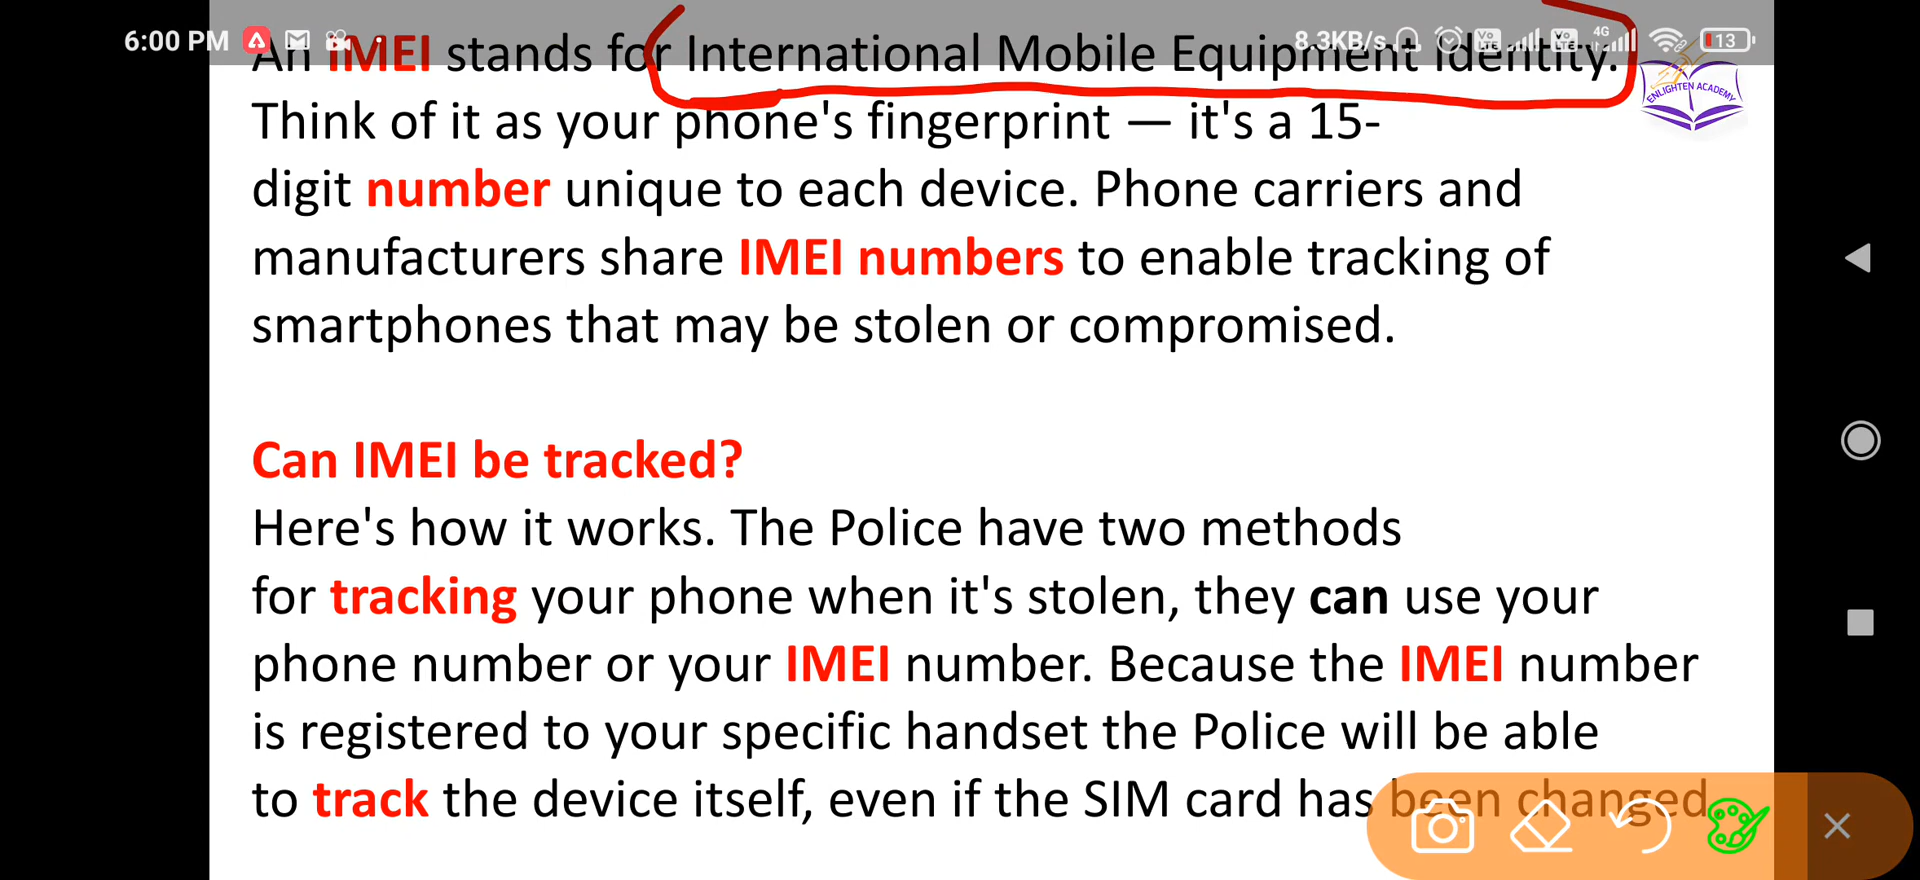 6:00 PM 8.3KB/s Vo LTE Vo LTE 4G 13
An IMEI stands for International Mobile Equipment Identity.
ENLIGHTEN ACADEMY
Think of it as your phone's fingerprint — it's a 15-
digit number unique to each device. Phone carriers and
manufacturers share IMEI numbers to enable tracking of
smartphones that may be stolen or compromised.
Can IMEI be tracked?
Here's how it works. The Police have two methods
for tracking your phone when it's stolen, they can use your
phone number or your IMEI number. Because the IMEI number
is registered to your specific handset the Police will be able
to track the device itself, even if the SIM card has been changed